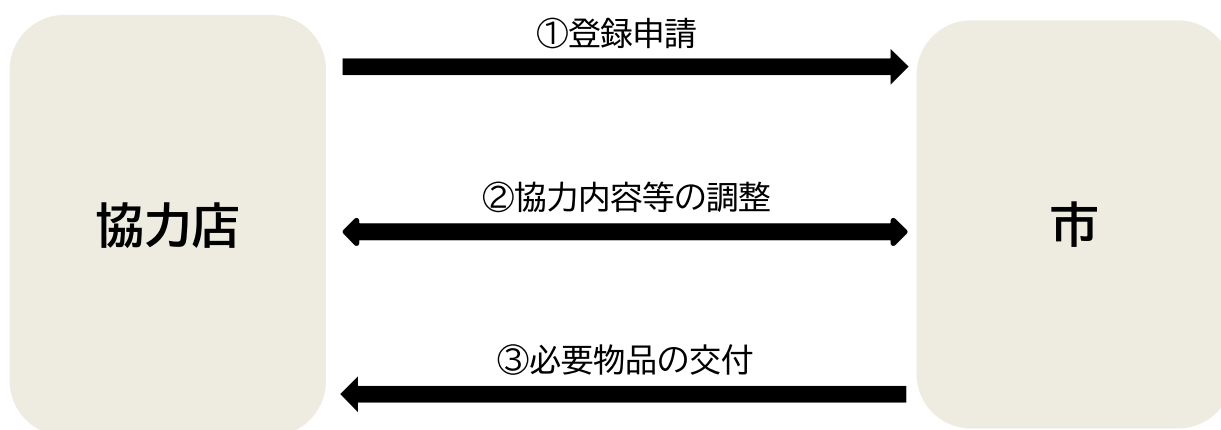 ①登録申請
②協力内容等の調整
協力店
市
③必要物品の交付